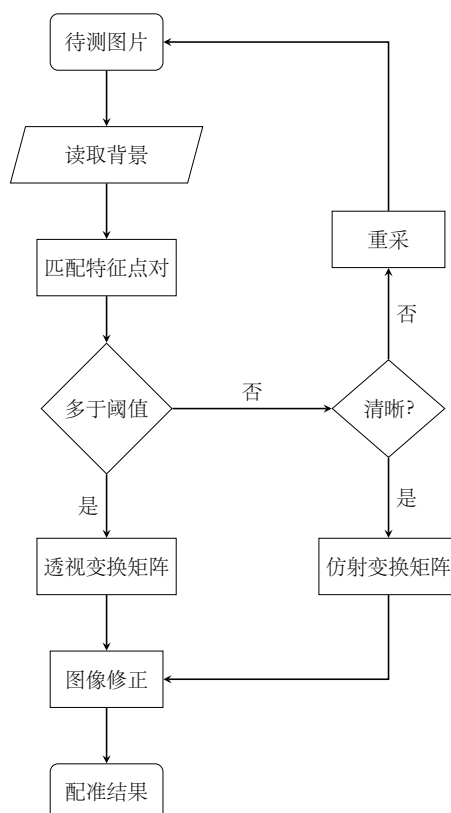 待测图片
读取背景
重采
匹配特征点对
否
否
多于阈值
清晰?
是
是
透视变换矩阵
仿射变换矩阵
图像修正
配准结果